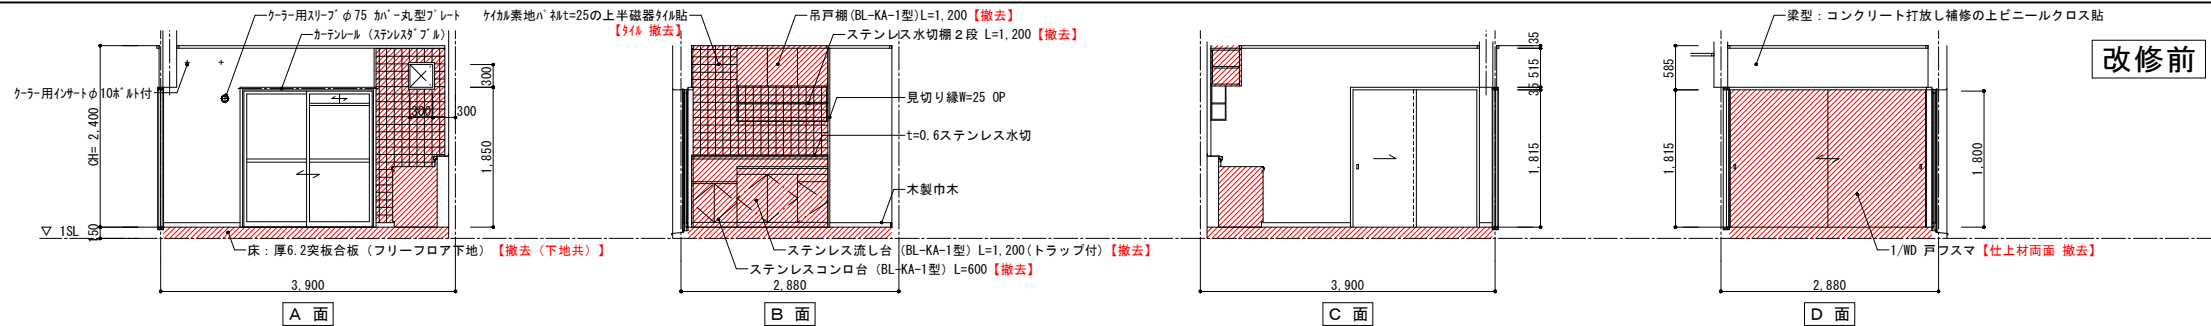 クーラー用スリーブφ75 カバー丸型プレート
カーテンレール (ステンレスダブル)
クーラー用インサートφ10ボルト付
CH= 2,400
150
▽ 1SL
300
300
300
1,850
床：厚6.2突板合板（フリーフロア下地）【撤去（下地共）】
3,900
A 面
ケイカル素地パネルt=25の上半磁器タイル貼
【タイル 撤去】
吊戸棚(BL-KA-1型)L=1,200【撤去】
ステンレス水切棚２段 L=1,200【撤去】
見切り縁W=25 OP
t=0.6ステンレス水切
木製巾木
ステンレス流し台 (BL-KA-1型) L=1,200(トラップ付)【撤去】
ステンレスコンロ台 (BL-KA-1型) L=600【撤去】
2,880
B 面
35
515
35
1,815
3,900
C 面
梁型：コンクリート打放し補修の上ビニールクロス貼
585
1,815
1,800
1/WD 戸フスマ【仕上材両面 撤去】
2,880
D 面
改修前